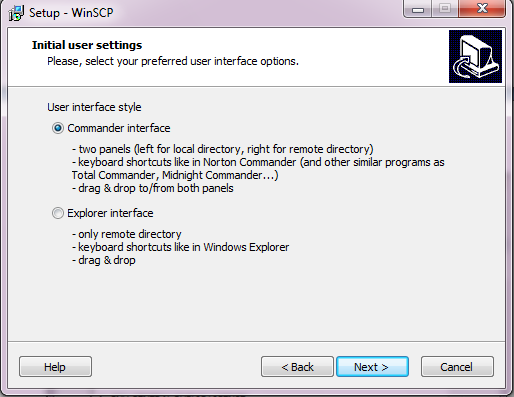 Setup - WinSCP
Initial user settings
Please, select your preferred user interface options.
User interface style
Commander interface
- two panels (left for local directory, right for remote directory)
- keyboard shortcuts like in Norton Commander (and other similar programs as
Total Commander, Midnight Commander...)
- drag & drop to/from both panels
Explorer interface
- only remote directory
- keyboard shortcuts like in Windows Explorer
- drag & drop
Help
< Back
Next >
Cancel